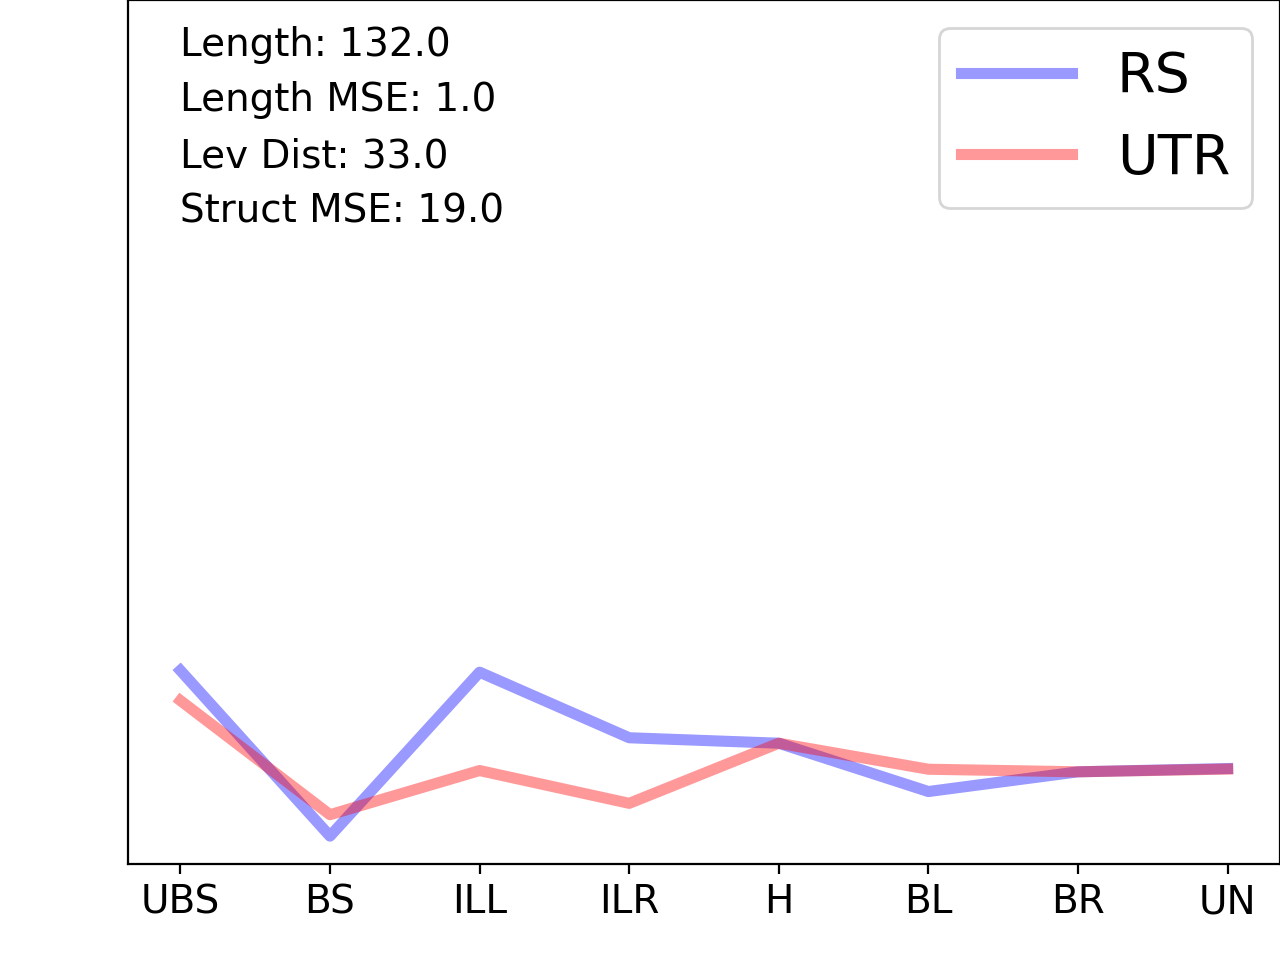 Length: 132.0
Length MSE: 1.0
Lev Dist: 33.0
Struct MSE: 19.0
RS
UTR
UBS BS ILL ILR H BL BR UN